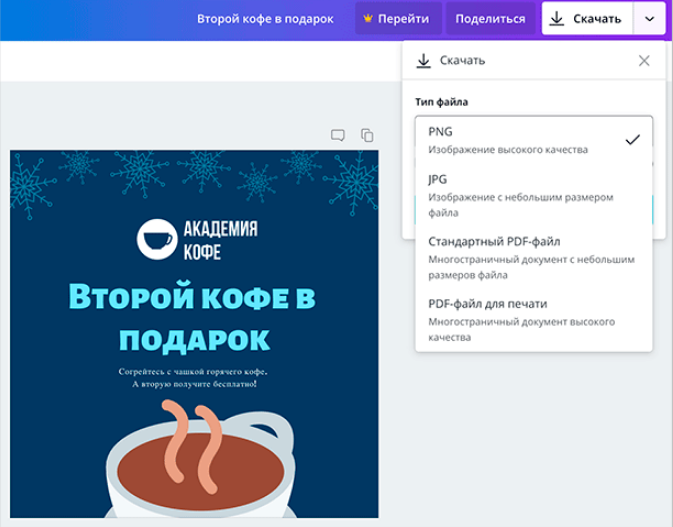 Второй кофе в подарок
Перейти
Поделиться
Скачать
Скачать
Тип файла
PNG
Изображение высокого качества
JPG
Изображение с небольшим размером
файла
Стандартный PDF-файл
Многостраничный документ с небольшим
размеров файла
PDF-файл для печати
Многостраничный документ высокого
качества
АКАДЕМИЯ
КОФЕ
Второй кофе в
подарок
Согрейтесь с чашкой горячего кофе.
А вторую получите бесплатно!